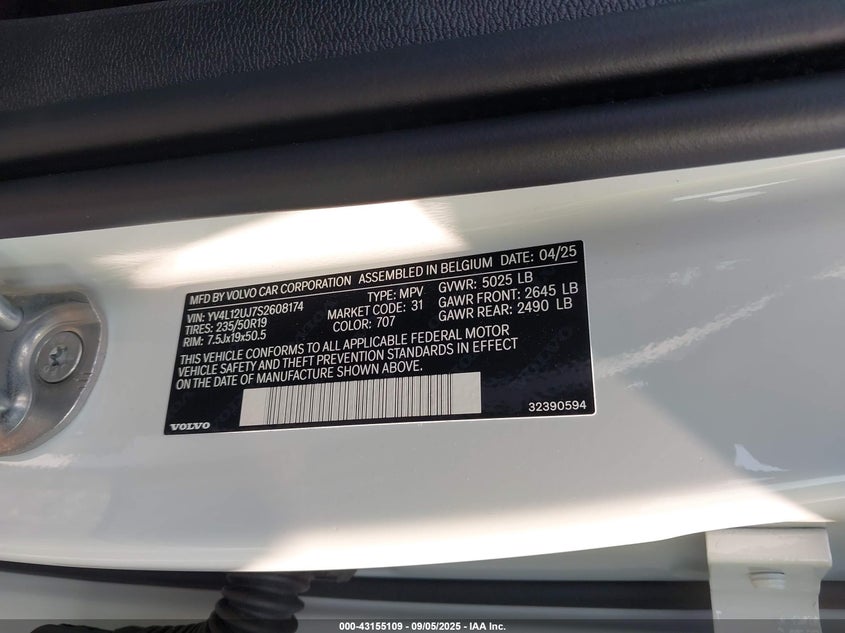 MFD BY VOLVO CAR CORPORATION ASSEMBLED IN BELGIUM DATE: 04/25
VIN: YV4L12UJ7S2608174 TYPE: MPV GVWR: 5025 LB
TIRES: 235/50R19 MARKET CODE: 31 GAWR FRONT: 2645 LB
RIM: 7.5Jx19x50.5 COLOR: 707 GAWR REAR: 2490 LB
THIS VEHICLE CONFORMS TO ALL APPLICABLE FEDERAL MOTOR
VEHICLE SAFETY AND THEFT PREVENTION STANDARDS IN EFFECT
ON THE DATE OF MANUFACTURE SHOWN ABOVE.
VOLVO 32390594
000-43155109 - 09/05/2025 - IAA Inc.